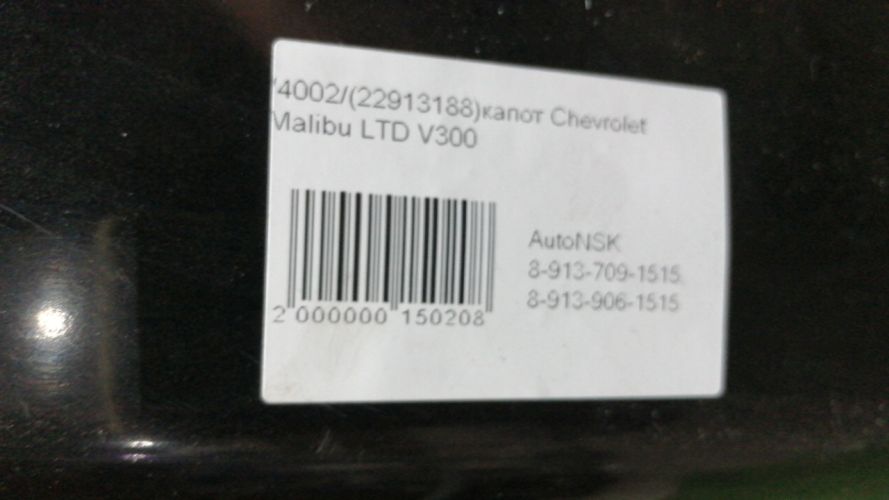 4002/(22913188)капот Chevrolet
Malibu LTD V300
AutoNSK
8-913-709-1515
8-913-906-1515
2 000000 150208